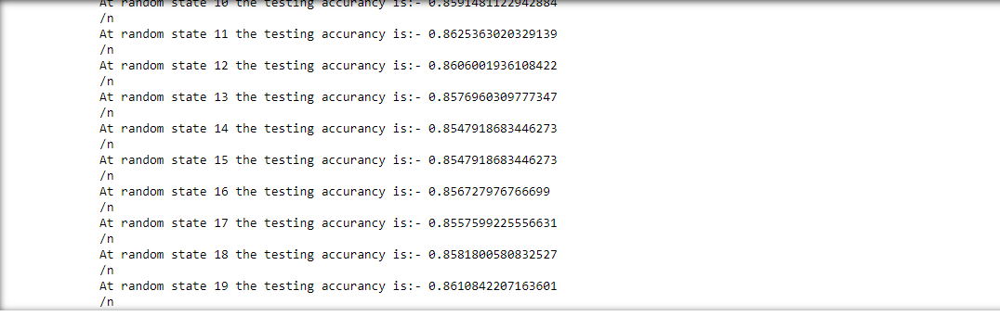 At random state 10 the testing accurancy is:- 0.8591481122942884
/n
At random state 11 the testing accurancy is:- 0.8625363020329139
/n
At random state 12 the testing accurancy is:- 0.8606001936108422
/n
At random state 13 the testing accurancy is:- 0.8576960309777347
/n
At random state 14 the testing accurancy is:- 0.8547918683446273
/n
At random state 15 the testing accurancy is:- 0.8547918683446273
/n
At random state 16 the testing accurancy is:- 0.856727976766699
/n
At random state 17 the testing accurancy is:- 0.8557599225556631
/n
At random state 18 the testing accurancy is:- 0.8581800580832527
/n
At random state 19 the testing accurancy is:- 0.8610842207163601
/n